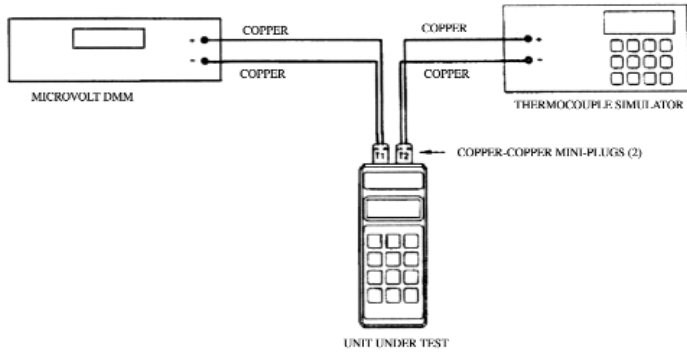 COPPER
COPPER
+
-
COPPER
COPPER
+
-
MICROVOLT DMM
THERMOCOUPLE SIMULATOR
T1
T2
COPPER-COPPER MINI-PLUGS (2)
UNIT UNDER TEST